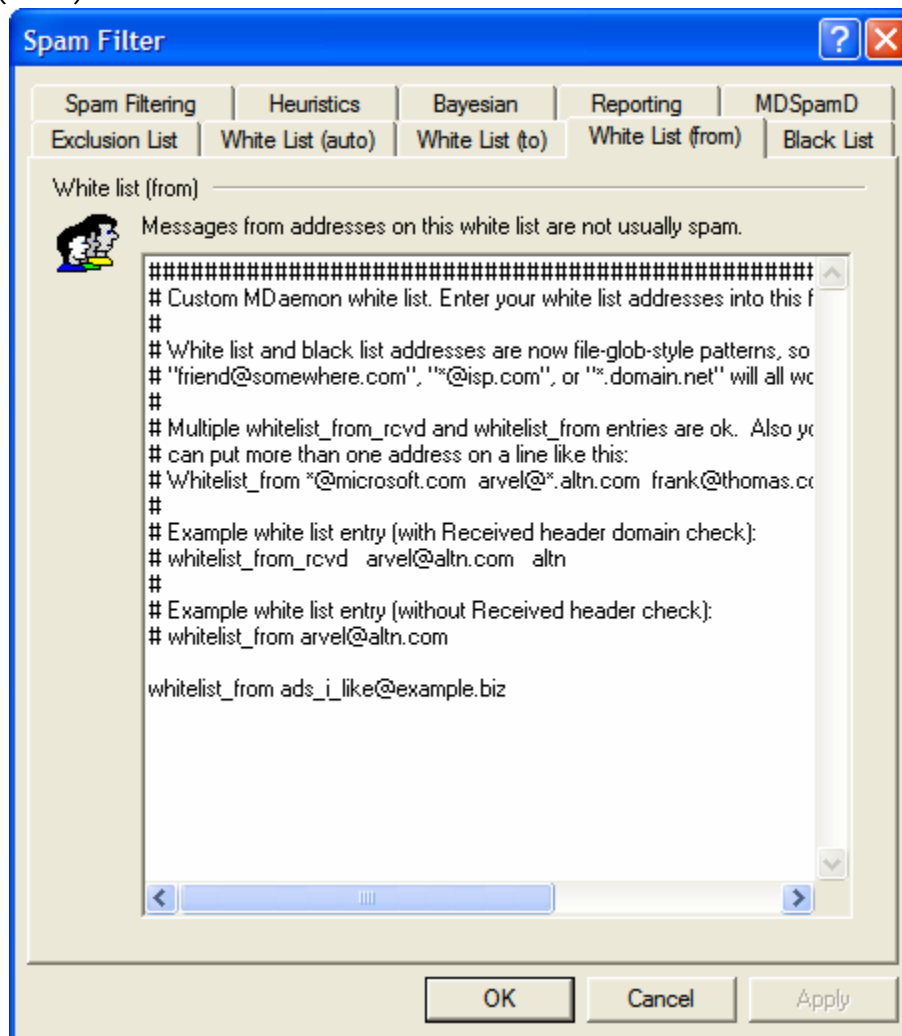 Spam Filter
Spam Filtering Heuristics Bayesian Reporting MDSpamD
Exclusion List White List (auto) White List (to) White List (from) Black List
White list (from)
Messages from addresses on this white list are not usually spam.
####################################################
# Custom MDaemon white list. Enter your white list addresses into this f
#
# White list and black list addresses are now file-glob-style patterns, so
# "friend@somewhere.com", "*@isp.com", or "*.domain.net" will all wo
#
# Multiple whitelist_from_rcvd and whitelist_from entries are ok.  Also yo
# can put more than one address on a line like this:
# Whitelist_from *@microsoft.com  arvel@*.altn.com  frank@thomas.co
#
# Example white list entry (with Received header domain check):
# whitelist_from_rcvd   arvel@altn.com   altn
#
# Example white list entry (without Received header check):
# whitelist_from arvel@altn.com
whitelist_from ads_i_like@example.biz
OK Cancel Apply